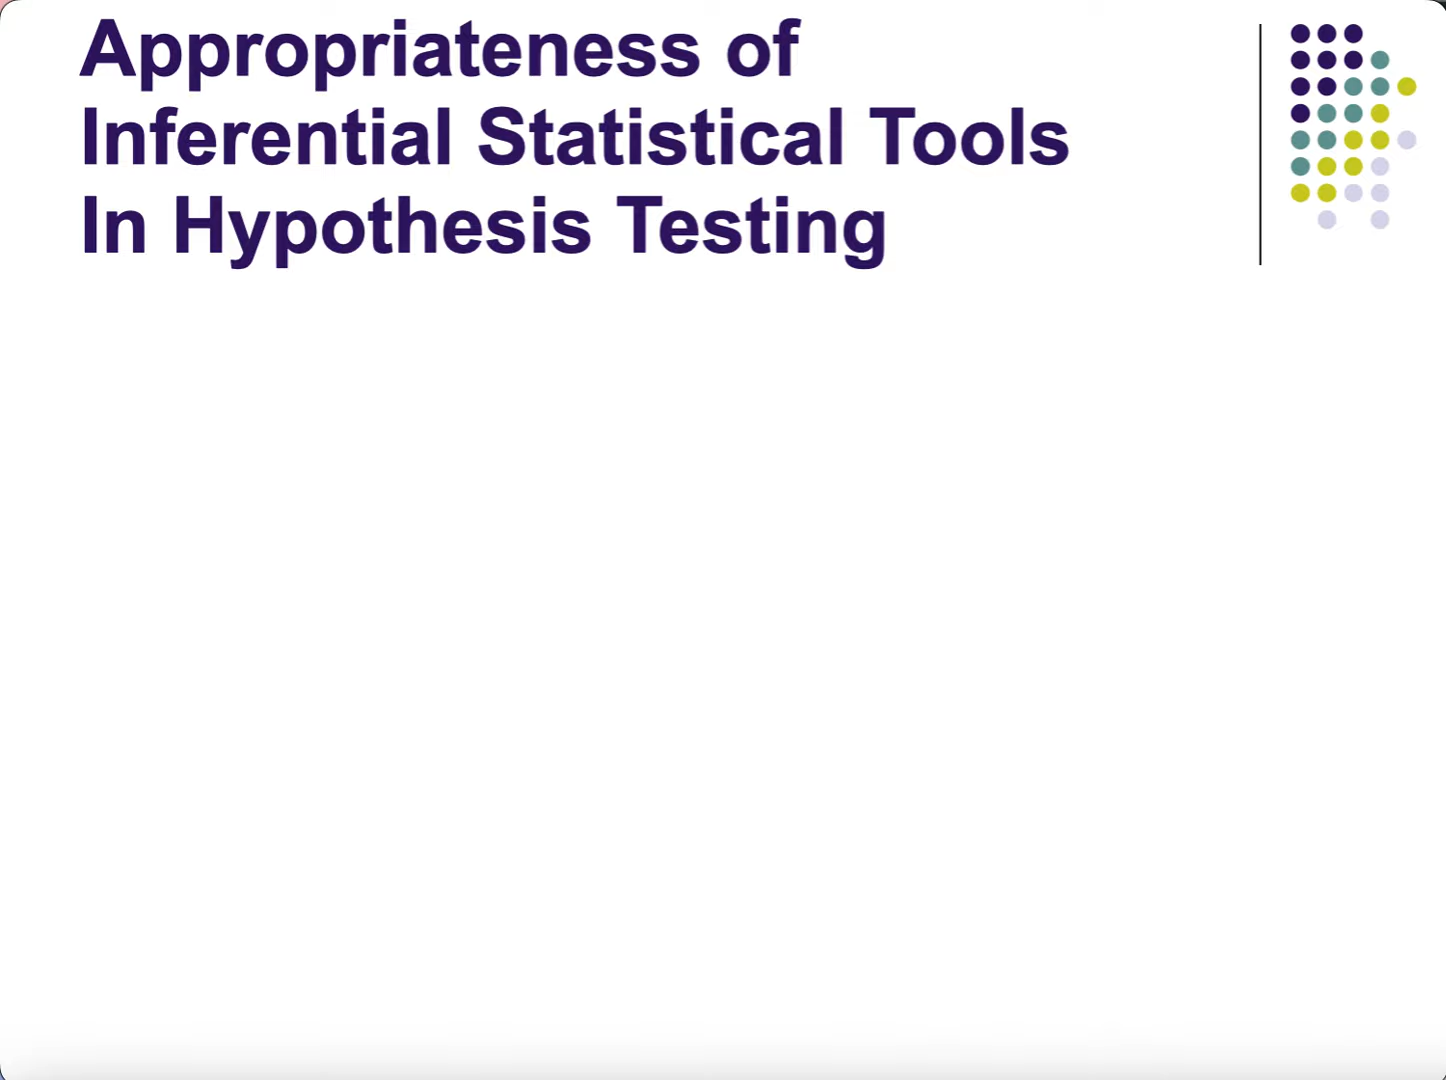 Appropriateness of
Inferential Statistical Tools
In Hypothesis Testing